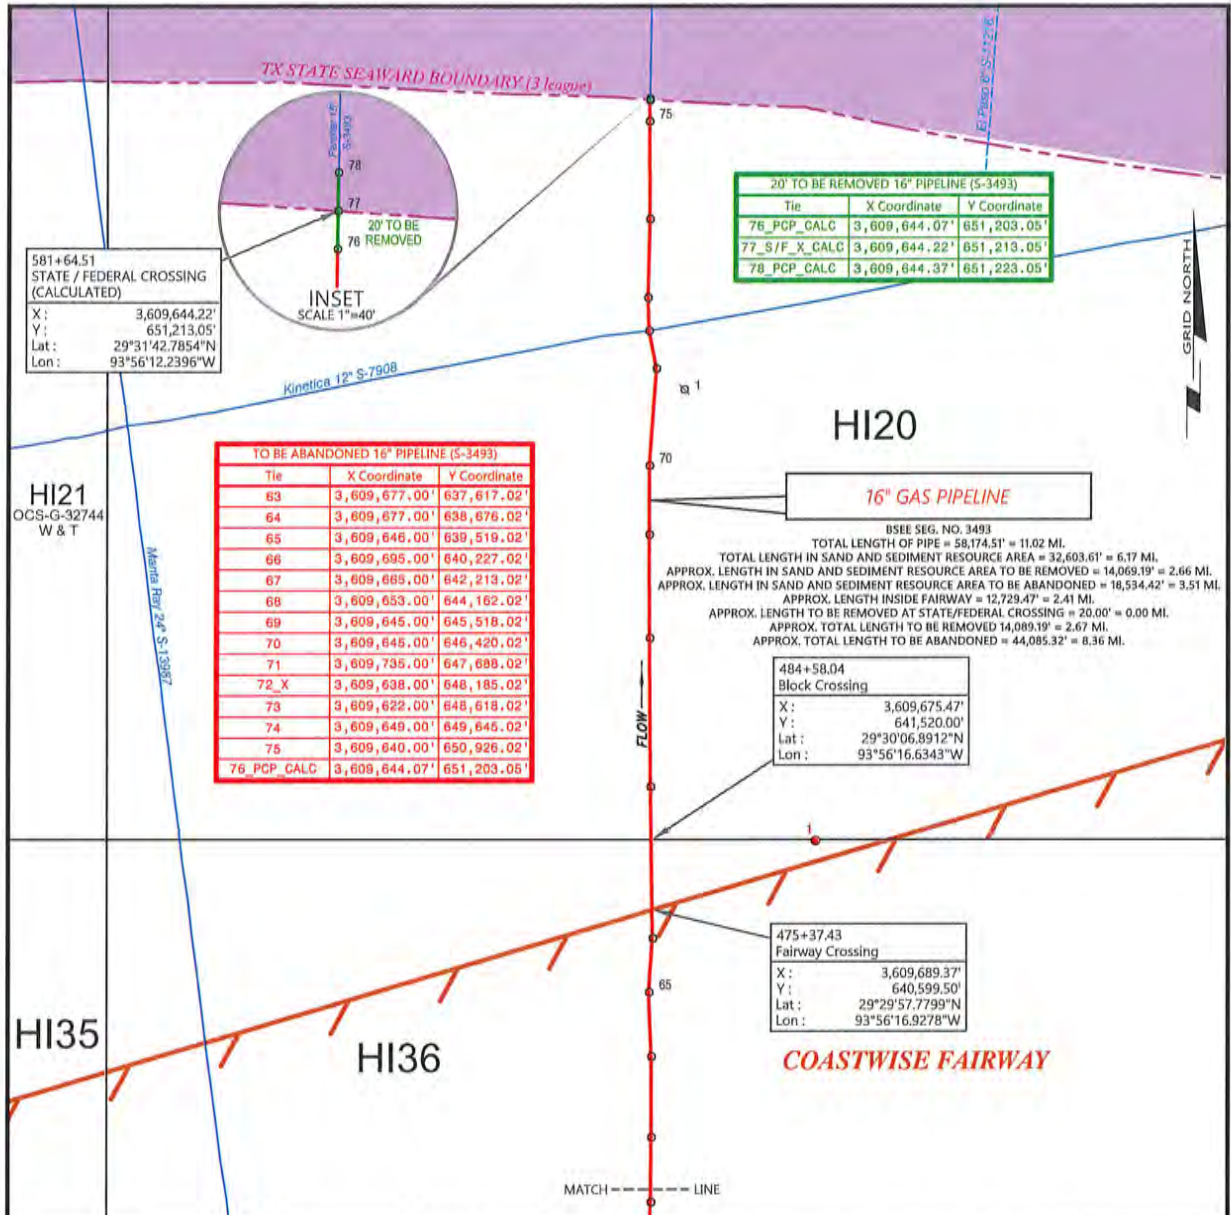 TX STATE SEAWARD BOUNDARY (3 league)
El Paso 6" S-11216
75
S-3493
78
77
76
20' TO BE
REMOVED
INSET
SCALE 1"=40'
581+64.51
STATE / FEDERAL CROSSING
(CALCULATED)
X : 3,609,644.22'
Y : 651,213.05'
Lat : 29°31'42.7854"N
Lon : 93°56'12.2396"W
20' TO BE REMOVED 16" PIPELINE (S-3493)
Tie X Coordinate Y Coordinate
76_PCP_CALC 3,609,644.07' 651,203.05'
77_S/F_X_CALC 3,609,644.22' 651,213.05'
78_PCP_CALC 3,609,644.37' 651,223.05'
GRID NORTH
Kinetica 12" S-7908
1
HI20
70
HI21
OCS-G-32744
W & T
Manta Ray 24" S-13987
TO BE ABANDONED 16" PIPELINE (S-3493)
Tie X Coordinate Y Coordinate
63 3,609,677.00' 637,617.02'
64 3,609,677.00' 638,676.02'
65 3,609,646.00' 639,519.02'
66 3,609,695.00' 640,227.02'
67 3,609,665.00' 642,213.02'
68 3,609,653.00' 644,162.02'
69 3,609,645.00' 645,518.02'
70 3,609,645.00' 646,420.02'
71 3,609,735.00' 647,688.02'
72_X 3,609,638.00' 648,185.02'
73 3,609,622.00' 648,618.02'
74 3,609,649.00' 649,645.02'
75 3,609,640.00' 650,926.02'
76_PCP_CALC 3,609,644.07' 651,203.05'
16" GAS PIPELINE
BSEE SEG. NO. 3493
TOTAL LENGTH OF PIPE = 58,174.51' = 11.02 MI.
TOTAL LENGTH IN SAND AND SEDIMENT RESOURCE AREA = 32,603.61' = 6.17 MI.
APPROX. LENGTH IN SAND AND SEDIMENT RESOURCE AREA TO BE REMOVED = 14,069.19' = 2.66 MI.
APPROX. LENGTH IN SAND AND SEDIMENT RESOURCE AREA TO BE ABANDONED = 18,534.42' = 3.51 MI.
APPROX. LENGTH INSIDE FAIRWAY = 12,729.47' = 2.41 MI.
APPROX. LENGTH TO BE REMOVED AT STATE/FEDERAL CROSSING = 20.00' = 0.00 MI.
APPROX. TOTAL LENGTH TO BE REMOVED 14,089.19' = 2.67 MI.
APPROX. TOTAL LENGTH TO BE ABANDONED = 44,085.32' = 8.36 MI.
FLOW
484+58.04
Block Crossing
X : 3,609,675.47'
Y : 641,520.00'
Lat : 29°30'06.8912"N
Lon : 93°56'16.6343"W
1
475+37.43
Fairway Crossing
X : 3,609,689.37'
Y : 640,599.50'
Lat : 29°29'57.7799"N
Lon : 93°56'16.9278"W
65
HI35
HI36
COASTWISE FAIRWAY
MATCH LINE